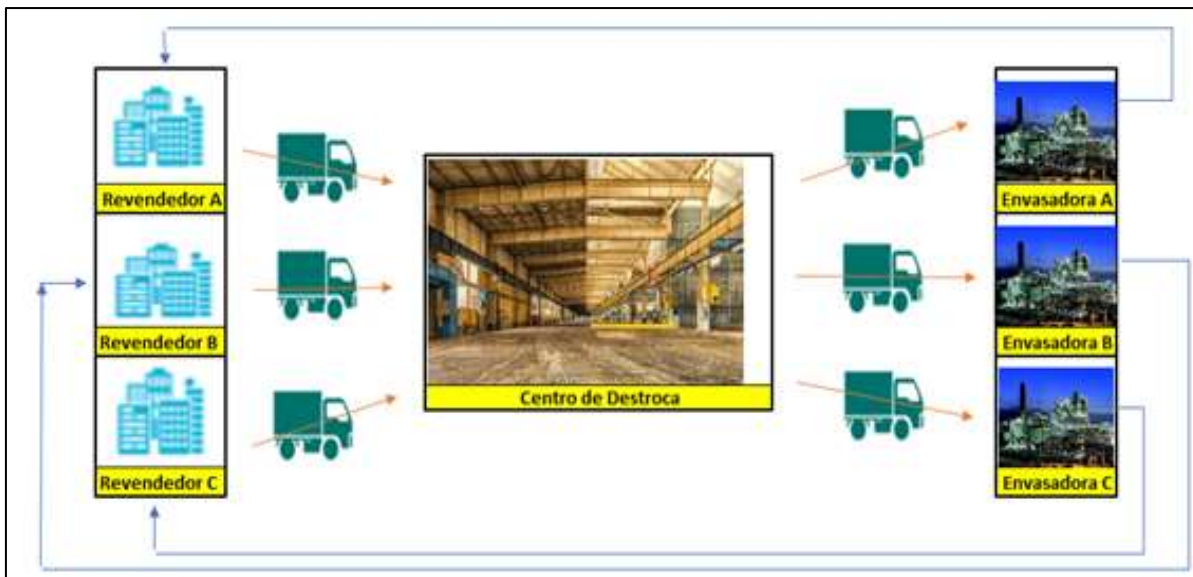 Revendedor A
Revendedor B
Revendedor C
Centro de Destroca
Envasadora A
Envasadora B
Envasadora C